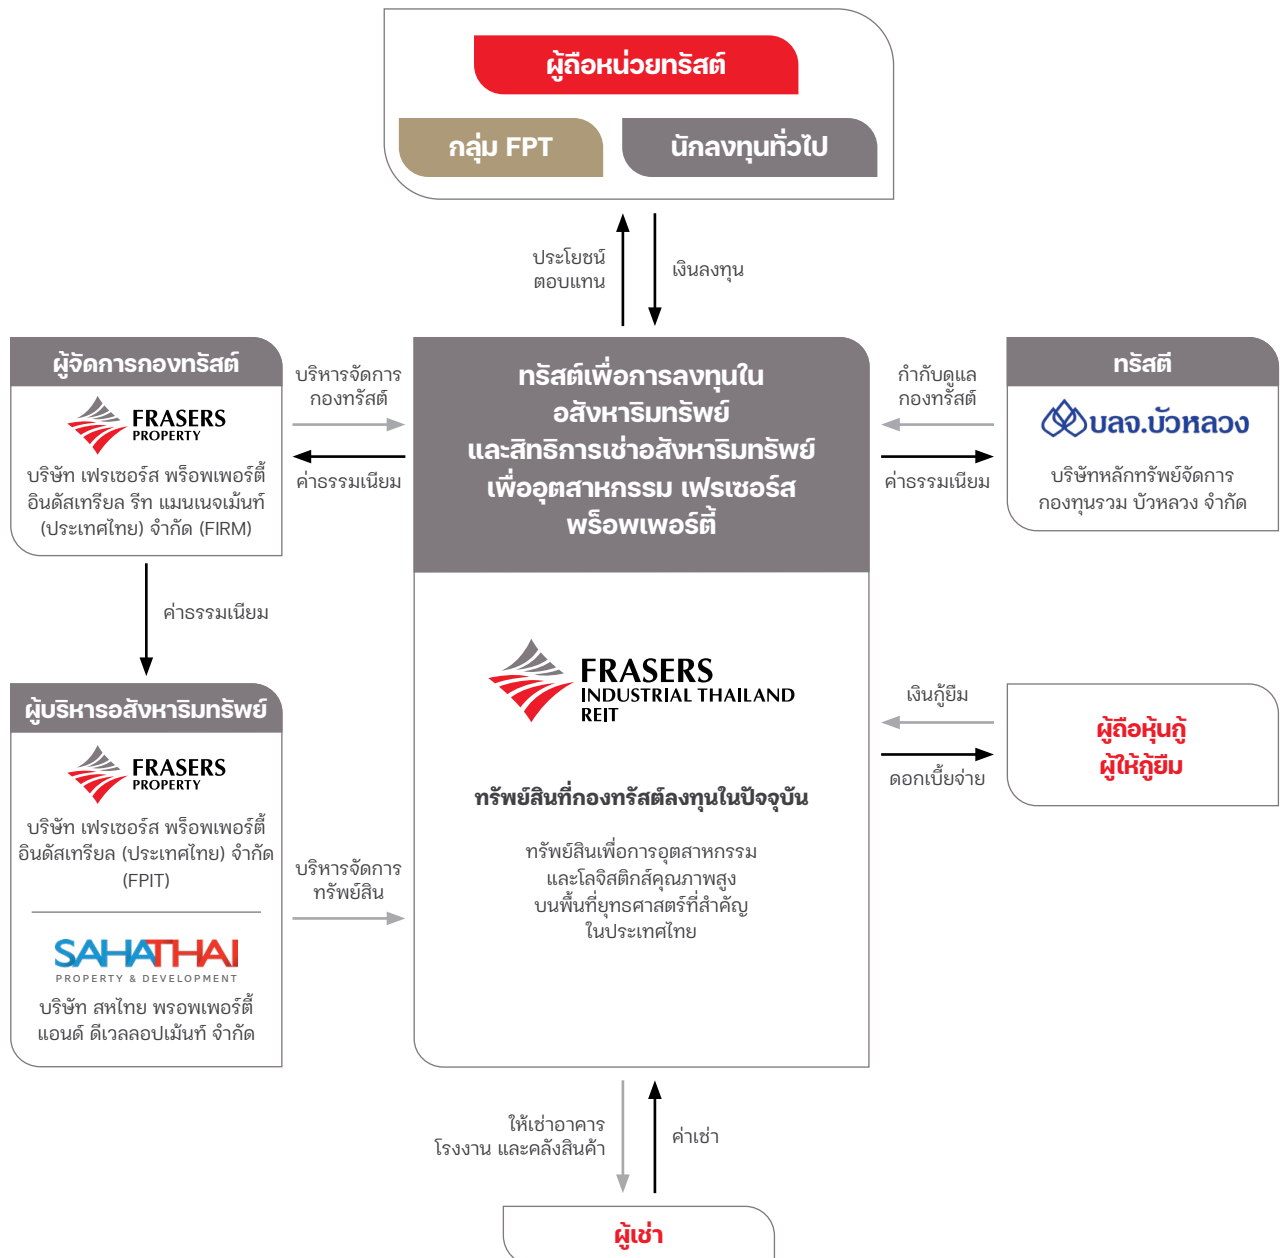 ผู้ถือหน่วยทรัสต์
กลุ่ม FPT
นักลงทุนทั่วไป
ประโยชน์
ตอบแทน
เงินลงทุน
ผู้จัดการกองทรัสต์
FRASERS
PROPERTY
บริษัท เฟรเซอร์ส พร็อพเพอร์ตี้
อินดัสเทรียล รีท แมนเนจเม้นท์
(ประเทศไทย) จำกัด (FIRM)
บริหารจัดการ
กองทรัสต์
ค่าธรรมเนียม
ทรัสต์เพื่อการลงทุนใน
อสังหาริมทรัพย์
และสิทธิการเช่าอสังหาริมทรัพย์
เพื่ออุตสาหกรรม เฟรเซอร์ส
พร็อพเพอร์ตี้
กำกับดูแล
กองทรัสต์
ค่าธรรมเนียม
ทรัสตี
บลจ.บัวหลวง
บริษัทหลักทรัพย์จัดการ
กองทุนรวม บัวหลวง จำกัด
ค่าธรรมเนียม
ผู้บริหารอสังหาริมทรัพย์
FRASERS
PROPERTY
บริษัท เฟรเซอร์ส พร็อพเพอร์ตี้
อินดัสเทรียล (ประเทศไทย) จำกัด
(FPIT)
SAHATHAI
PROPERTY & DEVELOPMENT
บริษัท สหไทย พรอพเพอร์ตี้
แอนด์ ดีเวลลอปเม้นท์ จำกัด
บริหารจัดการ
ทรัพย์สิน
FRASERS
INDUSTRIAL THAILAND
REIT
ทรัพย์สินที่กองทรัสต์ลงทุนในปัจจุบัน
ทรัพย์สินเพื่อการอุตสาหกรรม
และโลจิสติกส์คุณภาพสูง
บนพื้นที่ยุทธศาสตร์ที่สำคัญ
ในประเทศไทย
เงินกู้ยืม
ดอกเบี้ยจ่าย
ผู้ถือหุ้นกู้
ผู้ให้กู้ยืม
ให้เช่าอาคาร
โรงงาน และคลังสินค้า
ค่าเช่า
ผู้เช่า